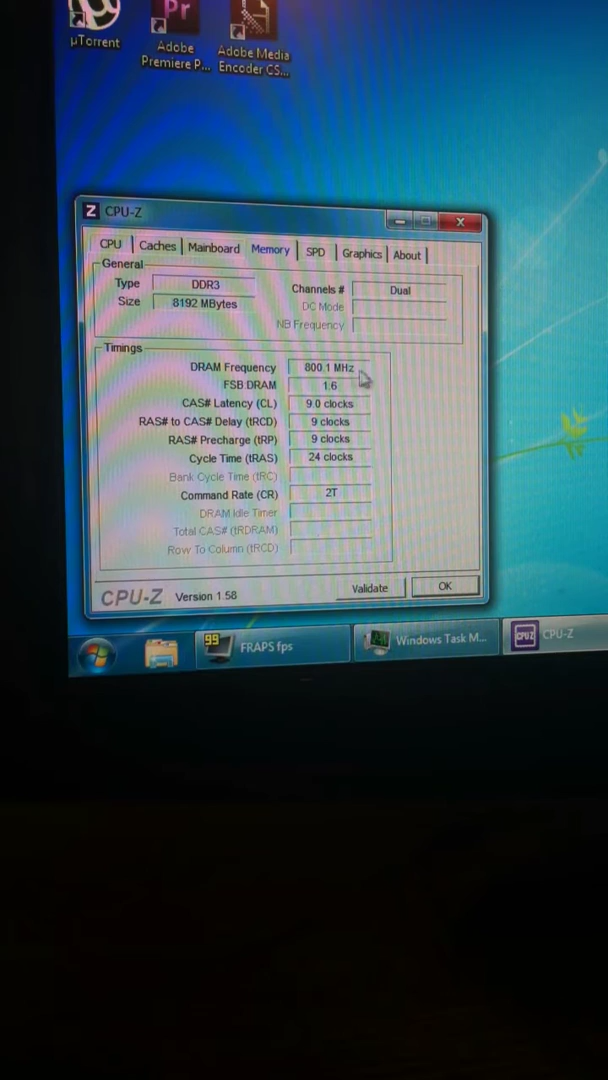 µTorrent
Pr
Adobe
Premiere P...
Adobe Media
Encoder CS...
Z CPU-Z
CPU Caches Mainboard Memory SPD Graphics About
General
Type DDR3
Channels # Dual
Size 8192 MBytes
DC Mode
NB Frequency
Timings
DRAM Frequency 800.1 MHz
FSB:DRAM 1:6
CAS# Latency (CL) 9.0 clocks
RAS# to CAS# Delay (tRCD) 9 clocks
RAS# Precharge (tRP) 9 clocks
Cycle Time (tRAS) 24 clocks
Bank Cycle Time (tRC)
Command Rate (CR) 2T
DRAM Idle Timer
Total CAS# (tRDRAM)
Row To Column (tRCD)
CPU-Z Version 1.58 Validate OK
99 FRAPS fps
Windows Task M...
CPUZ CPU-Z